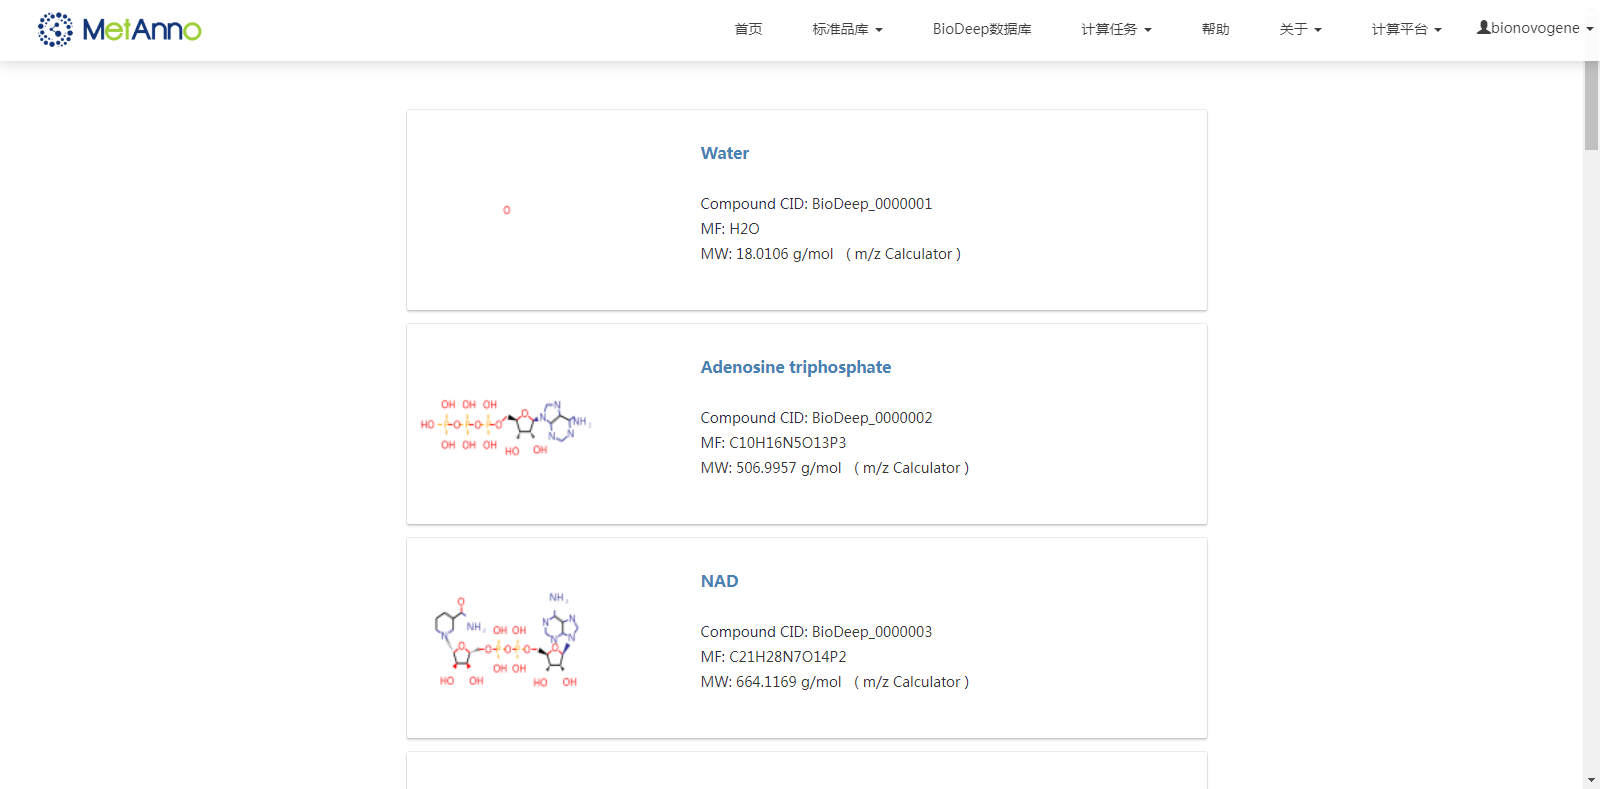 MetAnno
首页 标准品库 BioDeep数据库 计算任务 帮助 关于 计算平台 bionovogene
Water
O
Compound CID: BioDeep_0000001
MF: H2O
MW: 18.0106 g/mol ( m/z Calculator )
Adenosine triphosphate
OH OH OH
HO P O P O P O O N N NH2
OH OH OH HO OH N N
Compound CID: BioDeep_0000002
MF: C10H16N5O13P3
MW: 506.9957 g/mol ( m/z Calculator )
NAD
O NH2
NH2 OH OH N N
N O O P O P O O N N
OH OH
HO OH HO OH
Compound CID: BioDeep_0000003
MF: C21H28N7O14P2
MW: 664.1169 g/mol ( m/z Calculator )